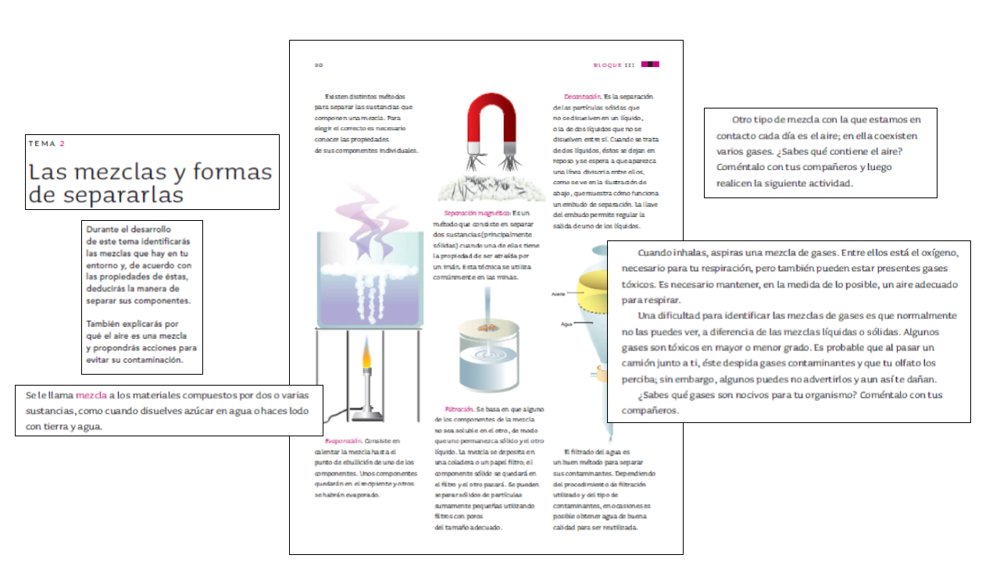 TEMA 2
Las mezclas y formas
de separarlas
Durante el desarrollo
de este tema identificarás
las mezclas que hay en tu
entorno y, de acuerdo con
las propiedades de éstas,
deducirás la manera de
separar sus componentes.
También explicarás por
qué el aire es una mezcla
y propondrás acciones para
evitar su contaminación.
Se le llama mezcla a los materiales compuestos por dos o varias
sustancias, como cuando disuelves azúcar en agua o haces lodo
con tierra y agua.
90
BLOQUE III
Existen distintos métodos
para separar las sustancias que
componen una mezcla. Para
elegir el correcto es necesario
conocer las propiedades
de sus componentes individuales.
Evaporación. Consiste en
calentar la mezcla hasta el
punto de ebullición de uno de los
componentes. Unos componentes
quedarán en el recipiente y otros
se habrán evaporado.
Separación magnética: Es un
método que consiste en separar
dos sustancias (principalmente
sólidas) cuando una de ellas tiene
la propiedad de ser atraída por
un imán. Esta técnica se utiliza
comúnmente en las minas.
Filtración. Se basa en que alguno
de los componentes de la mezcla
no sea soluble en el otro, de modo
que uno permanezca sólido y el otro
líquido. La mezcla se deposita en
una coladera o un papel filtro; el
componente sólido se quedará en
el filtro y el otro pasará. Se pueden
separar sólidos de partículas
sumamente pequeñas utilizando
filtros con poros
del tamaño adecuado.
Decantación. Es la separación
de las partículas sólidas que
no se disuelven en un líquido,
o la de dos líquidos que no se
disuelven entre sí. Cuando se trata
de dos líquidos, éstos se dejan en
reposo y se espera a que aparezca
una línea divisoria entre ellos,
como se ve en la ilustración de
abajo, que muestra cómo funciona
un embudo de separación. La llave
del embudo permite regular la
salida de uno de los líquidos.
Aceite
Agua
El filtrado del agua es
un buen método para separar
sus contaminantes. Dependiendo
del procedimiento de filtración
utilizado y del tipo de
contaminantes, en ocasiones es
posible obtener agua de buena
calidad para ser reutilizada.
Otro tipo de mezcla con la que estamos en
contacto cada día es el aire; en ella coexisten
varios gases. ¿Sabes qué contiene el aire?
Coméntalo con tus compañeros y luego
realicen la siguiente actividad.
Cuando inhalas, aspiras una mezcla de gases. Entre ellos está el oxígeno,
necesario para tu respiración, pero también pueden estar presentes gases
tóxicos. Es necesario mantener, en la medida de lo posible, un aire adecuado
para respirar.
Una dificultad para identificar las mezclas de gases es que normalmente
no las puedes ver, a diferencia de las mezclas líquidas o sólidas. Algunos
gases son tóxicos en mayor o menor grado. Es probable que al pasar un
camión junto a ti, éste despida gases contaminantes y que tu olfato los
perciba; sin embargo, algunos puedes no advertirlos y aun así te dañan.
¿Sabes qué gases son nocivos para tu organismo? Coméntalo con tus
compañeros.